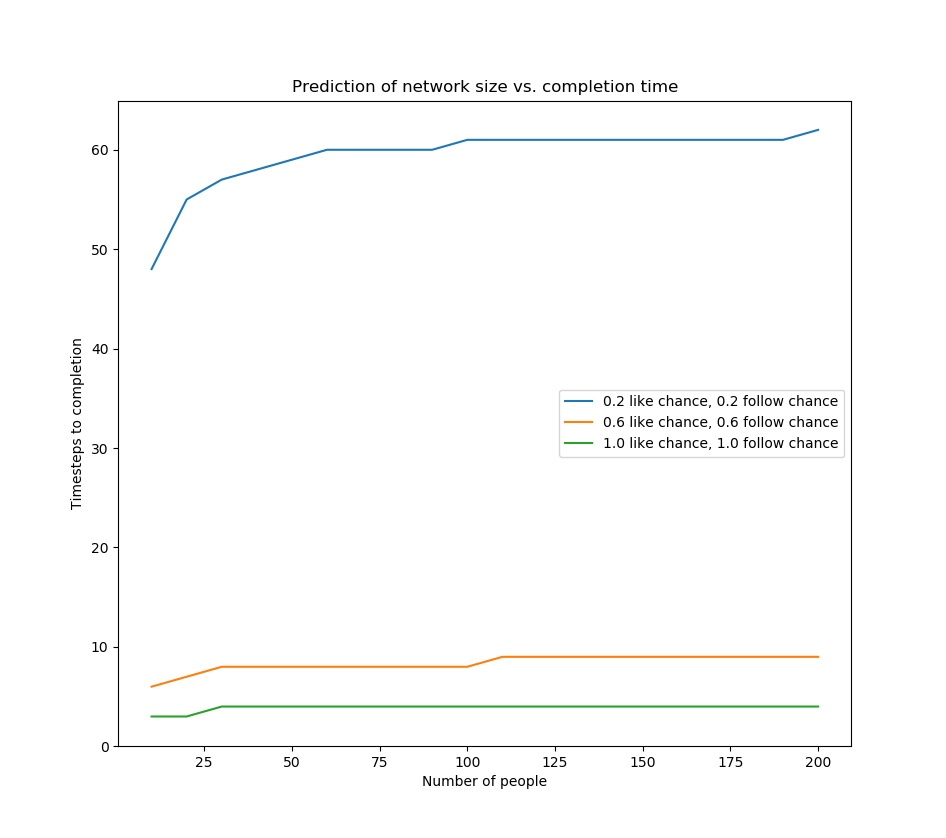 Prediction of network size vs. completion time
Timesteps to completion
60
50
40
30
20
10
0
0.2 like chance, 0.2 follow chance
0.6 like chance, 0.6 follow chance
1.0 like chance, 1.0 follow chance
25 50 75 100 125 150 175 200
Number of people